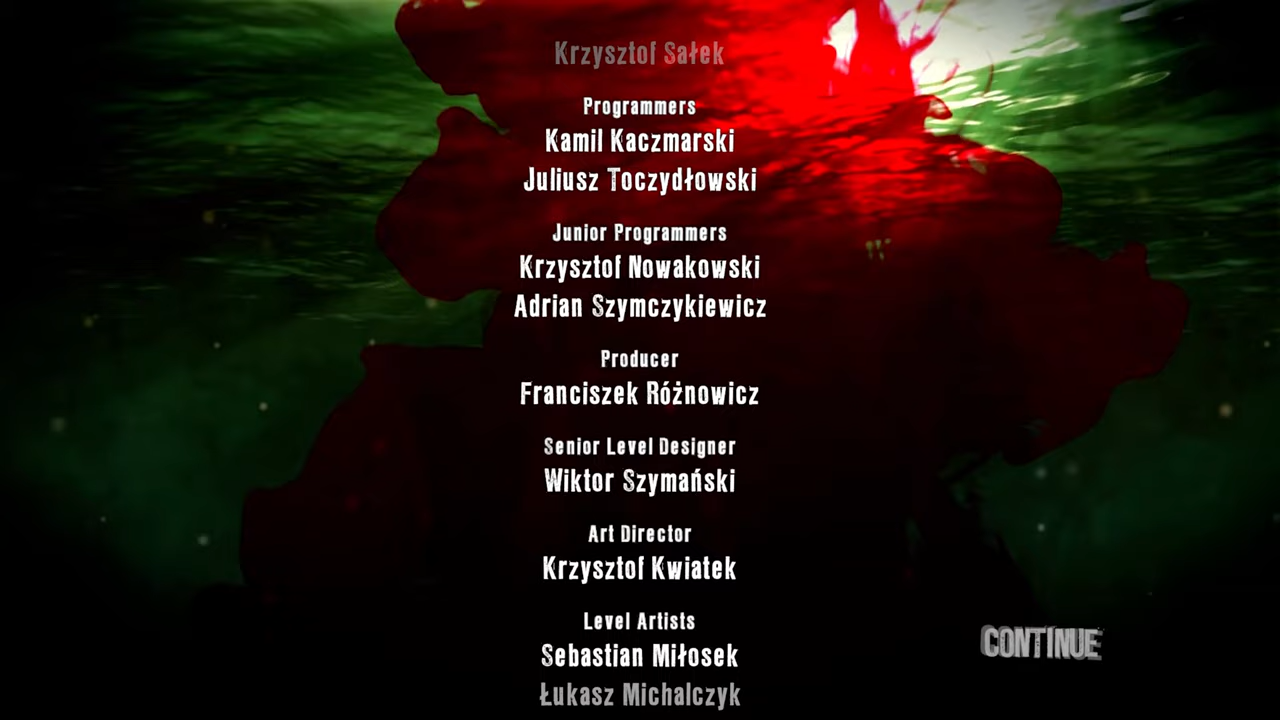 Krzysztof Sałek
Programmers
Kamil Kaczmarski
Juliusz Toczydłowski
Junior Programmers
Krzysztof Nowakowski
Adrian Szymczykiewicz
Producer
Franciszek Różnowicz
Senior Level Designer
Wiktor Szymański
Art Director
Krzysztof Kwiatek
Level Artists
Sebastian Miłosek
Łukasz Michalczyk
CONTINUE